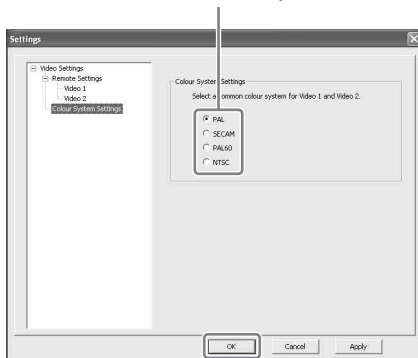 Settings
Video Settings
Remote Settings
Video 1
Video 2
Colour System Settings
Colour System Settings
Select a common colour system for Video 1 and Video 2.
PAL
SECAM
PAL60
NTSC
OK
Cancel
Apply